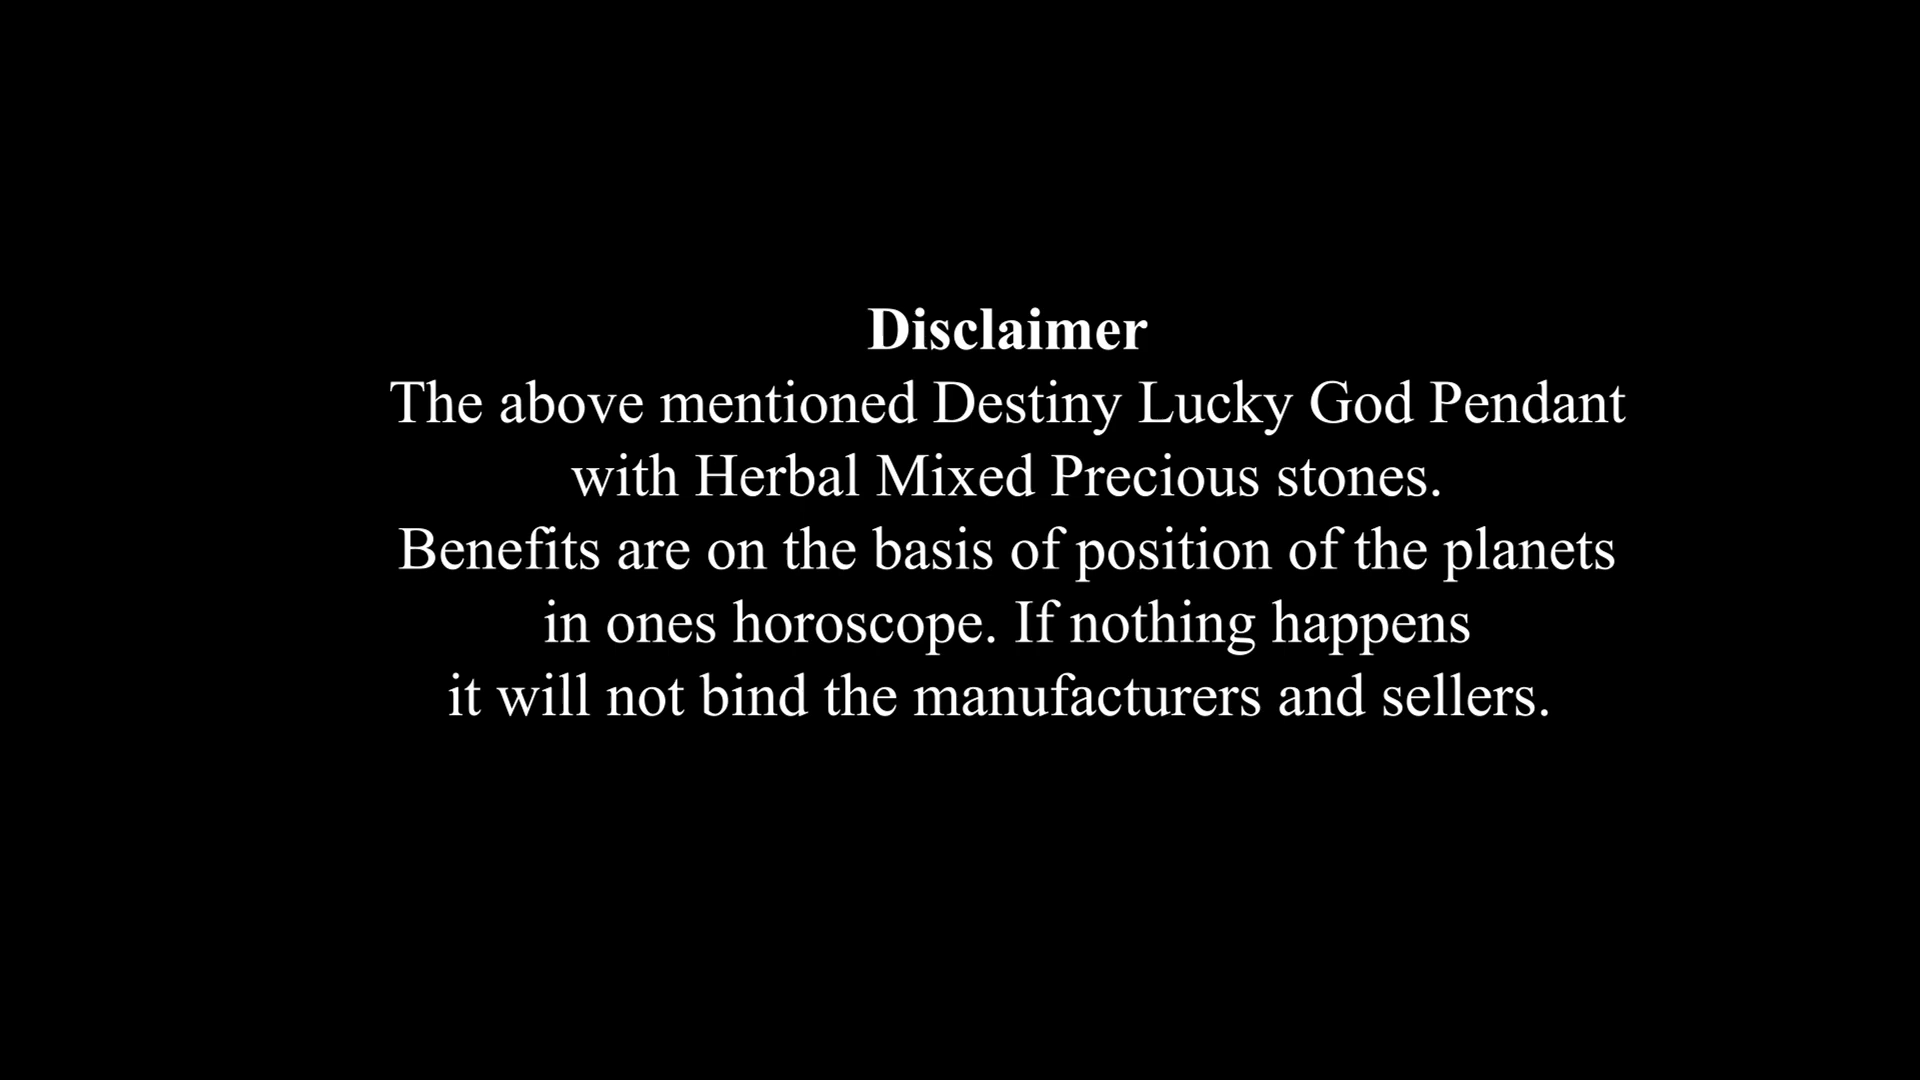 Disclaimer
The above mentioned Destiny Lucky God Pendant
with Herbal Mixed Precious stones.
Benefits are on the basis of position of the planets
in ones horoscope. If nothing happens
it will not bind the manufacturers and sellers.